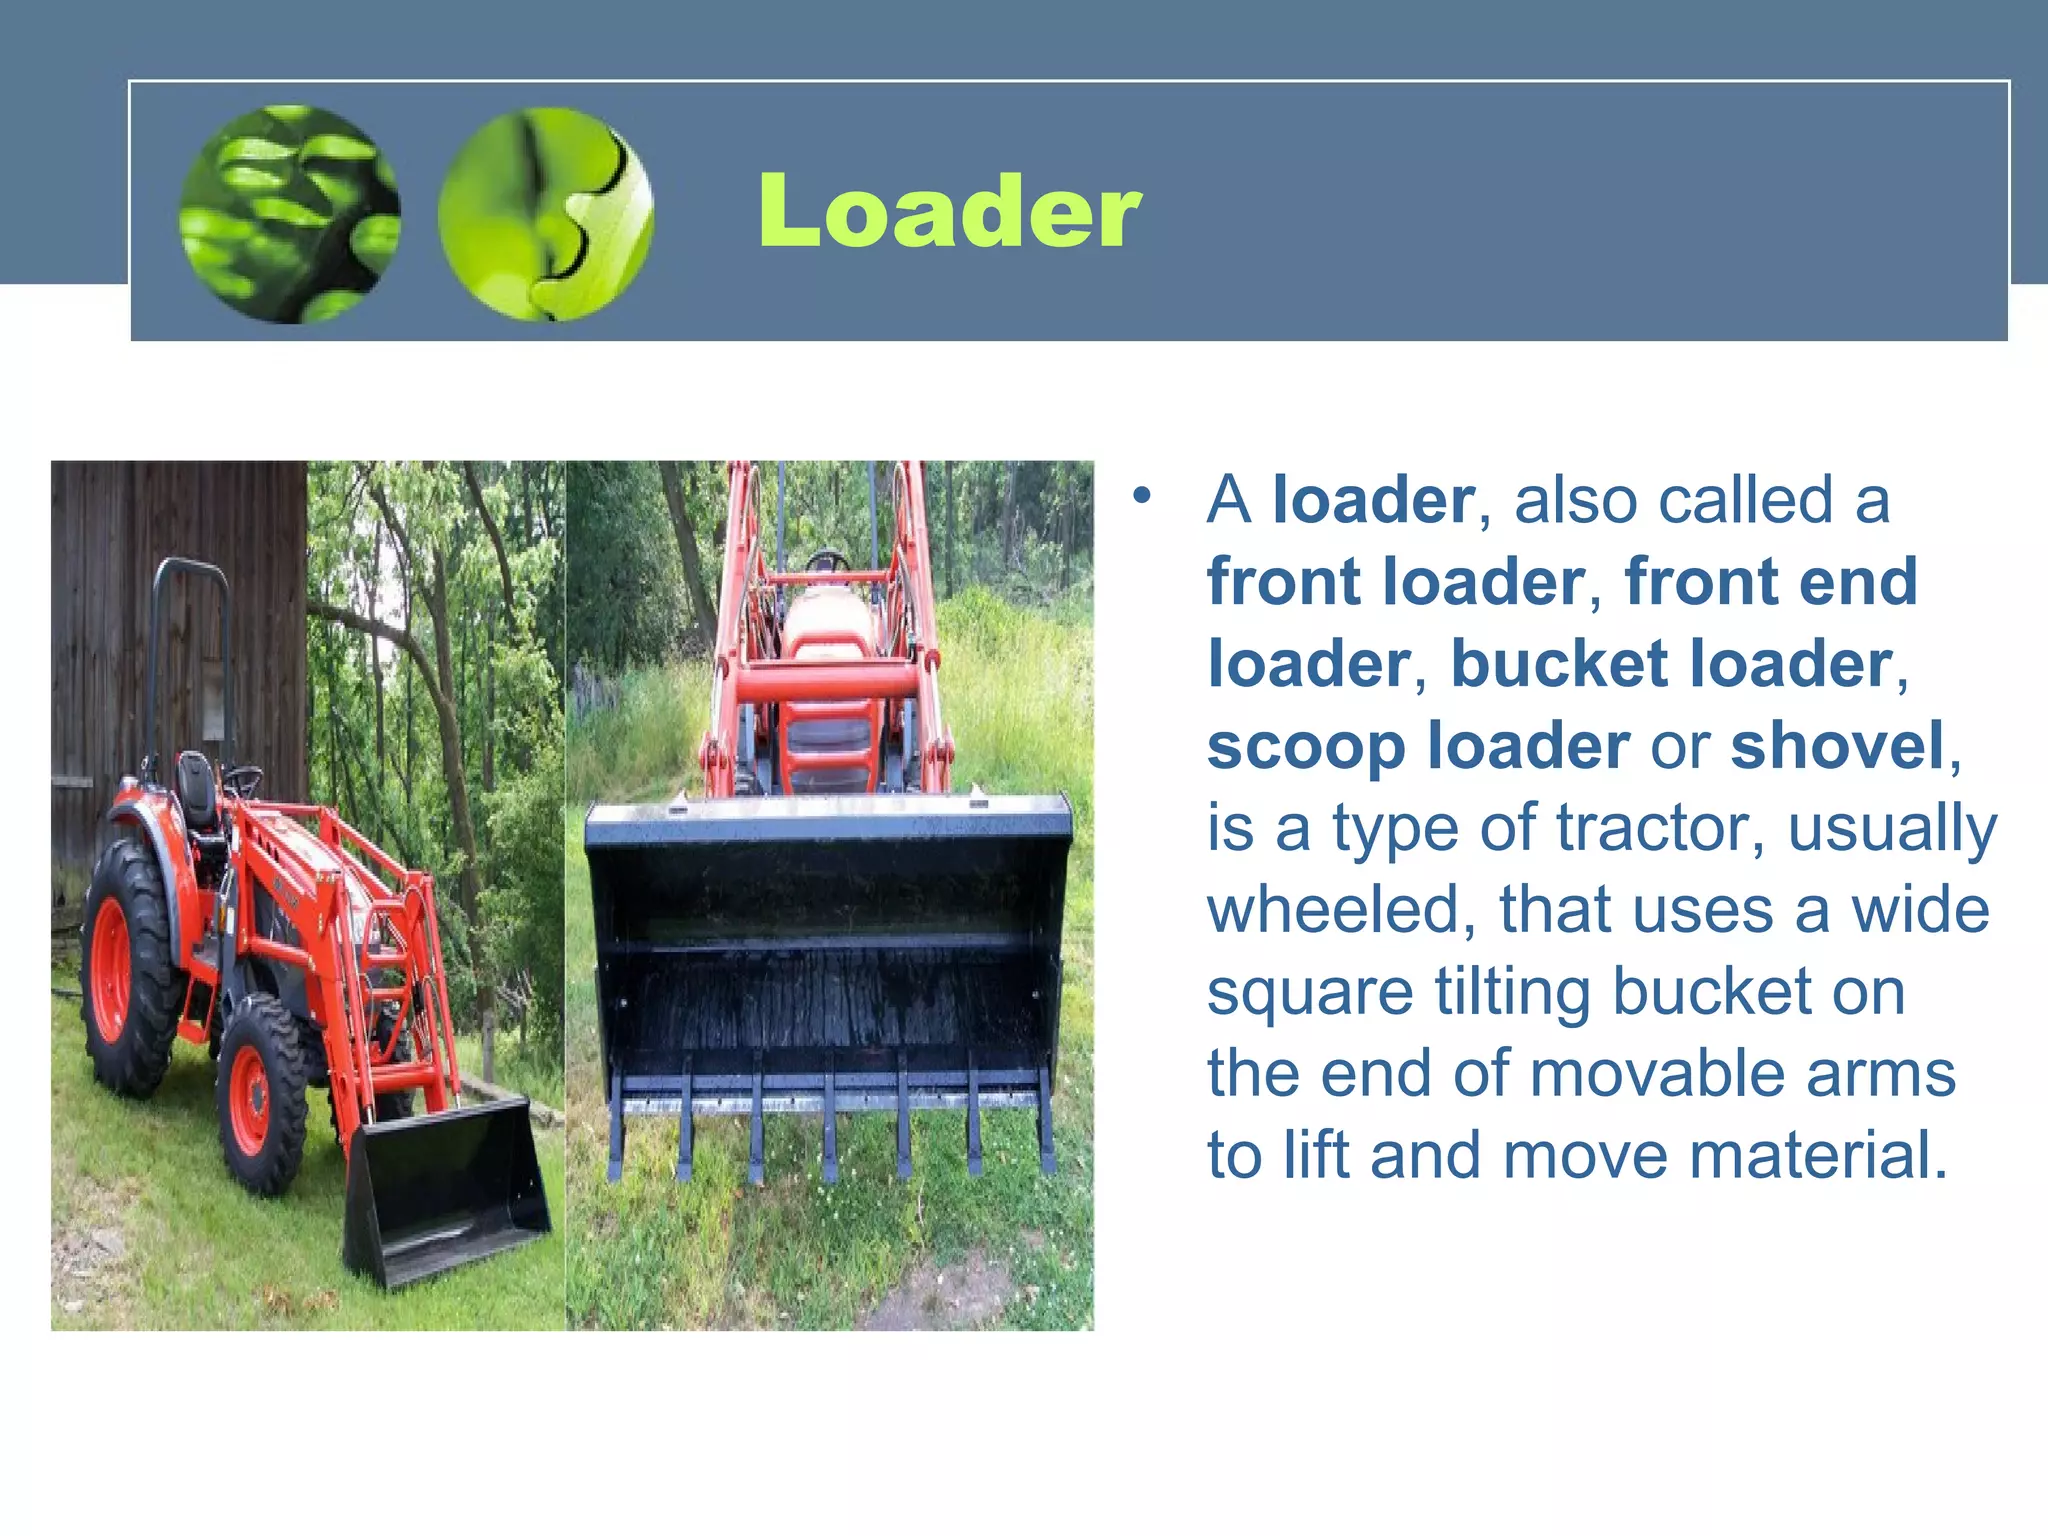 Loader
• A loader, also called a
front loader, front end
loader, bucket loader,
scoop loader or shovel,
is a type of tractor, usually
wheeled, that uses a wide
square tilting bucket on
the end of movable arms
to lift and move material.